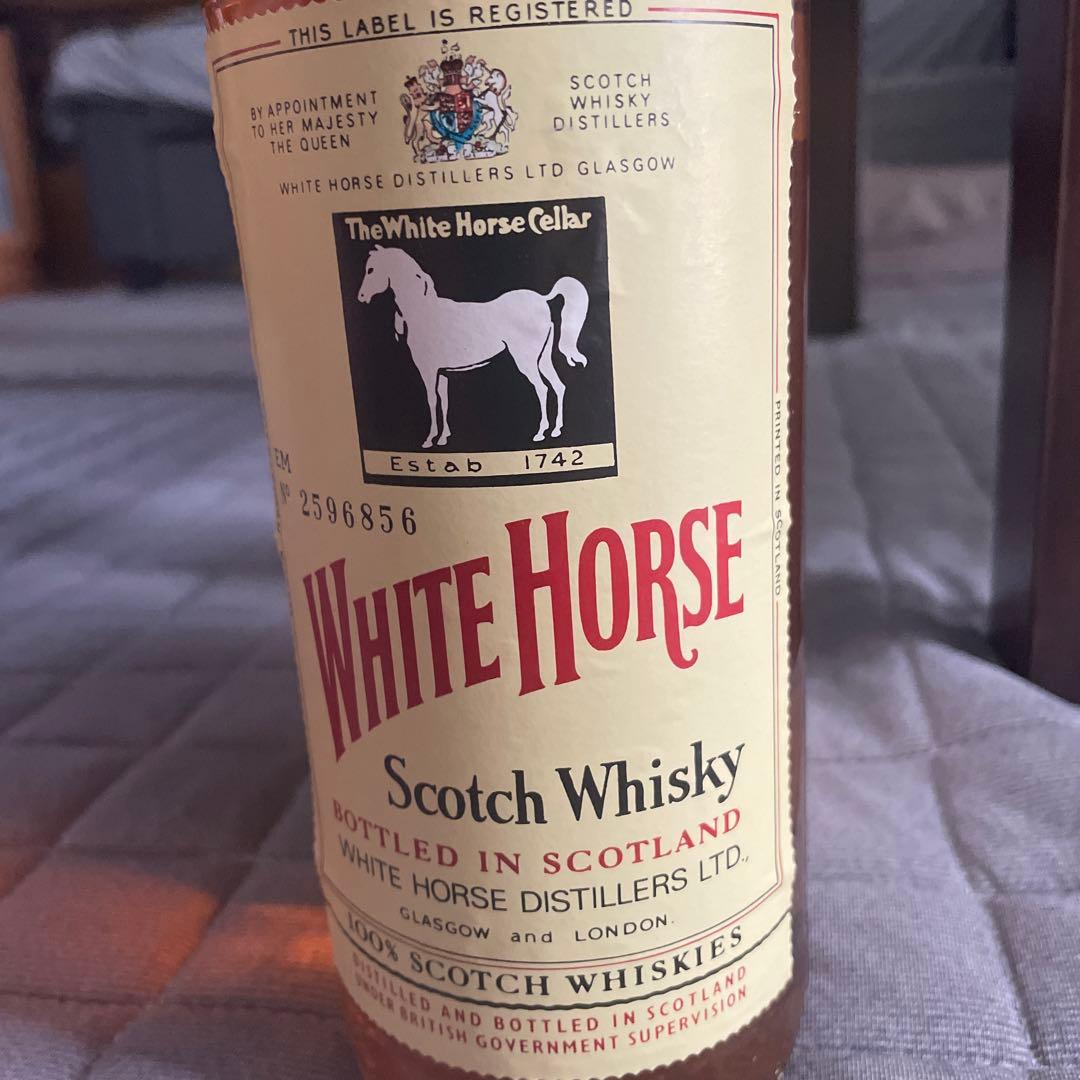 THIS LABEL IS REGISTERED
BY APPOINTMENT
TO HER MAJESTY
THE QUEEN
SCOTCH
WHISKY
DISTILLERS
WHITE HORSE DISTILLERS LTD GLASGOW
The White Horse Cellar
Estab 1742
EM
Nº 2596856
WHITE HORSE
Scotch Whisky
BOTTLED IN SCOTLAND
WHITE HORSE DISTILLERS LTD.,
GLASGOW and LONDON.
100% SCOTCH WHISKIES
DISTILLED AND BOTTLED IN SCOTLAND
UNDER BRITISH GOVERNMENT SUPERVISION
PRINTED IN SCOTLAND